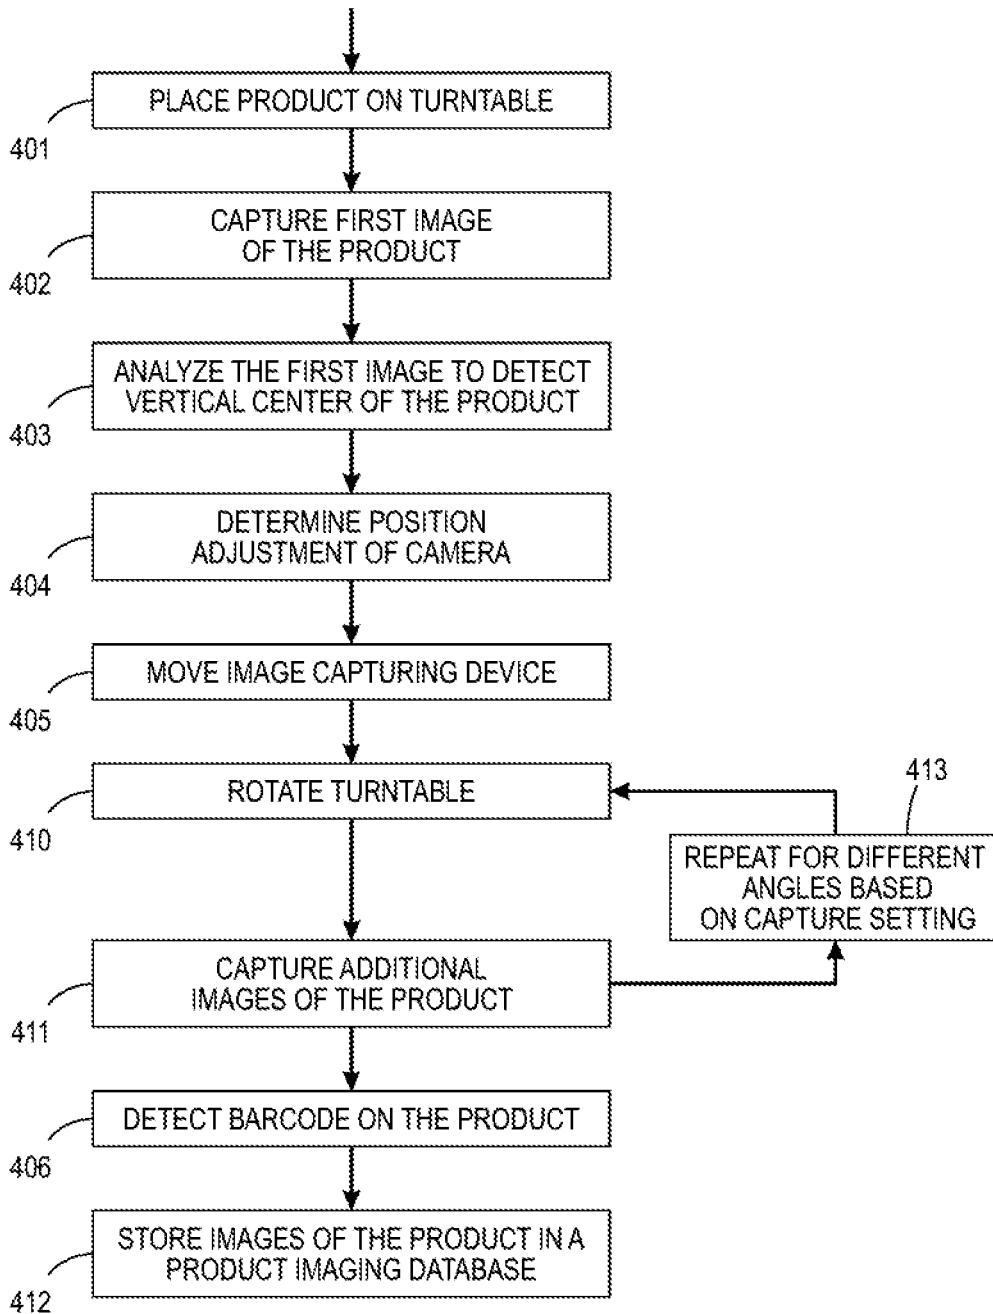 PLACE PRODUCT ON TURNTABLE
401
CAPTURE FIRST IMAGE
OF THE PRODUCT
402
ANALYZE THE FIRST IMAGE TO DETECT
VERTICAL CENTER OF THE PRODUCT
403
DETERMINE POSITION
ADJUSTMENT OF CAMERA
404
MOVE IMAGE CAPTURING DEVICE
405
ROTATE TURNTABLE
410
413
REPEAT FOR DIFFERENT
ANGLES BASED
ON CAPTURE SETTING
CAPTURE ADDITIONAL
IMAGES OF THE PRODUCT
411
DETECT BARCODE ON THE PRODUCT
406
STORE IMAGES OF THE PRODUCT IN A
PRODUCT IMAGING DATABASE
412